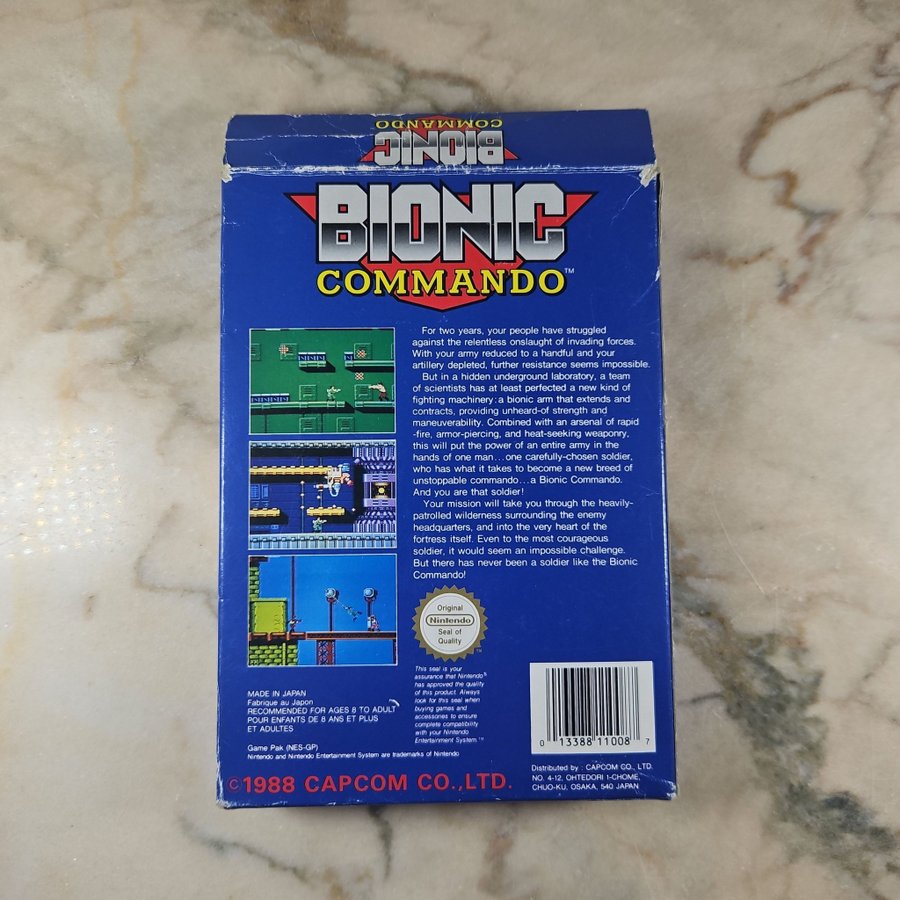 BIONIC
COMMANDO
BIONIC
COMMANDO™
For two years, your people have struggled
against the relentless onslaught of invading forces.
With your army reduced to a handful and your
artillery depleted, further resistance seems impossible.
But in a hidden underground laboratory, a team
of scientists has at least perfected a new kind of
fighting machinery: a bionic arm that extends and
contracts, providing unheard-of strength and
maneuverability. Combined with an arsenal of rapid
-fire, armor-piercing, and heat-seeking weaponry,
this will put the power of an entire army in the
hands of one man...one carefully-chosen soldier,
who has what it takes to become a new breed of
unstoppable commando...a Bionic Commando.
And you are that soldier!
Your mission will take you through the heavily-
patrolled wilderness surrounding the enemy
headquarters, and into the very heart of the
fortress itself. Even to the most courageous
soldier, it would seem an impossible challenge.
But there has never been a soldier like the Bionic
Commando!
Original
Nintendo
Seal of
Quality
TM
This seal is your
assurance that Nintendo®
has approved the quality
of this product. Always
look for this seal when
buying games and
accessories to ensure
complete compatibility
with your Nintendo
Entertainment System.™
MADE IN JAPAN
Fabrique au Japon
RECOMMENDED FOR AGES 8 TO ADULT
POUR ENFANTS DE 8 ANS ET PLUS
ET ADULTES
Game Pak (NES-GP)
Nintendo and Nintendo Entertainment System are trademarks of Nintendo
©1988 CAPCOM CO.,LTD.
0 13388 11008 7
Distributed by : CAPCOM CO., LTD.
NO. 4-12, OHTEDORI 1-CHOME,
CHUO-KU, OSAKA, 540 JAPAN